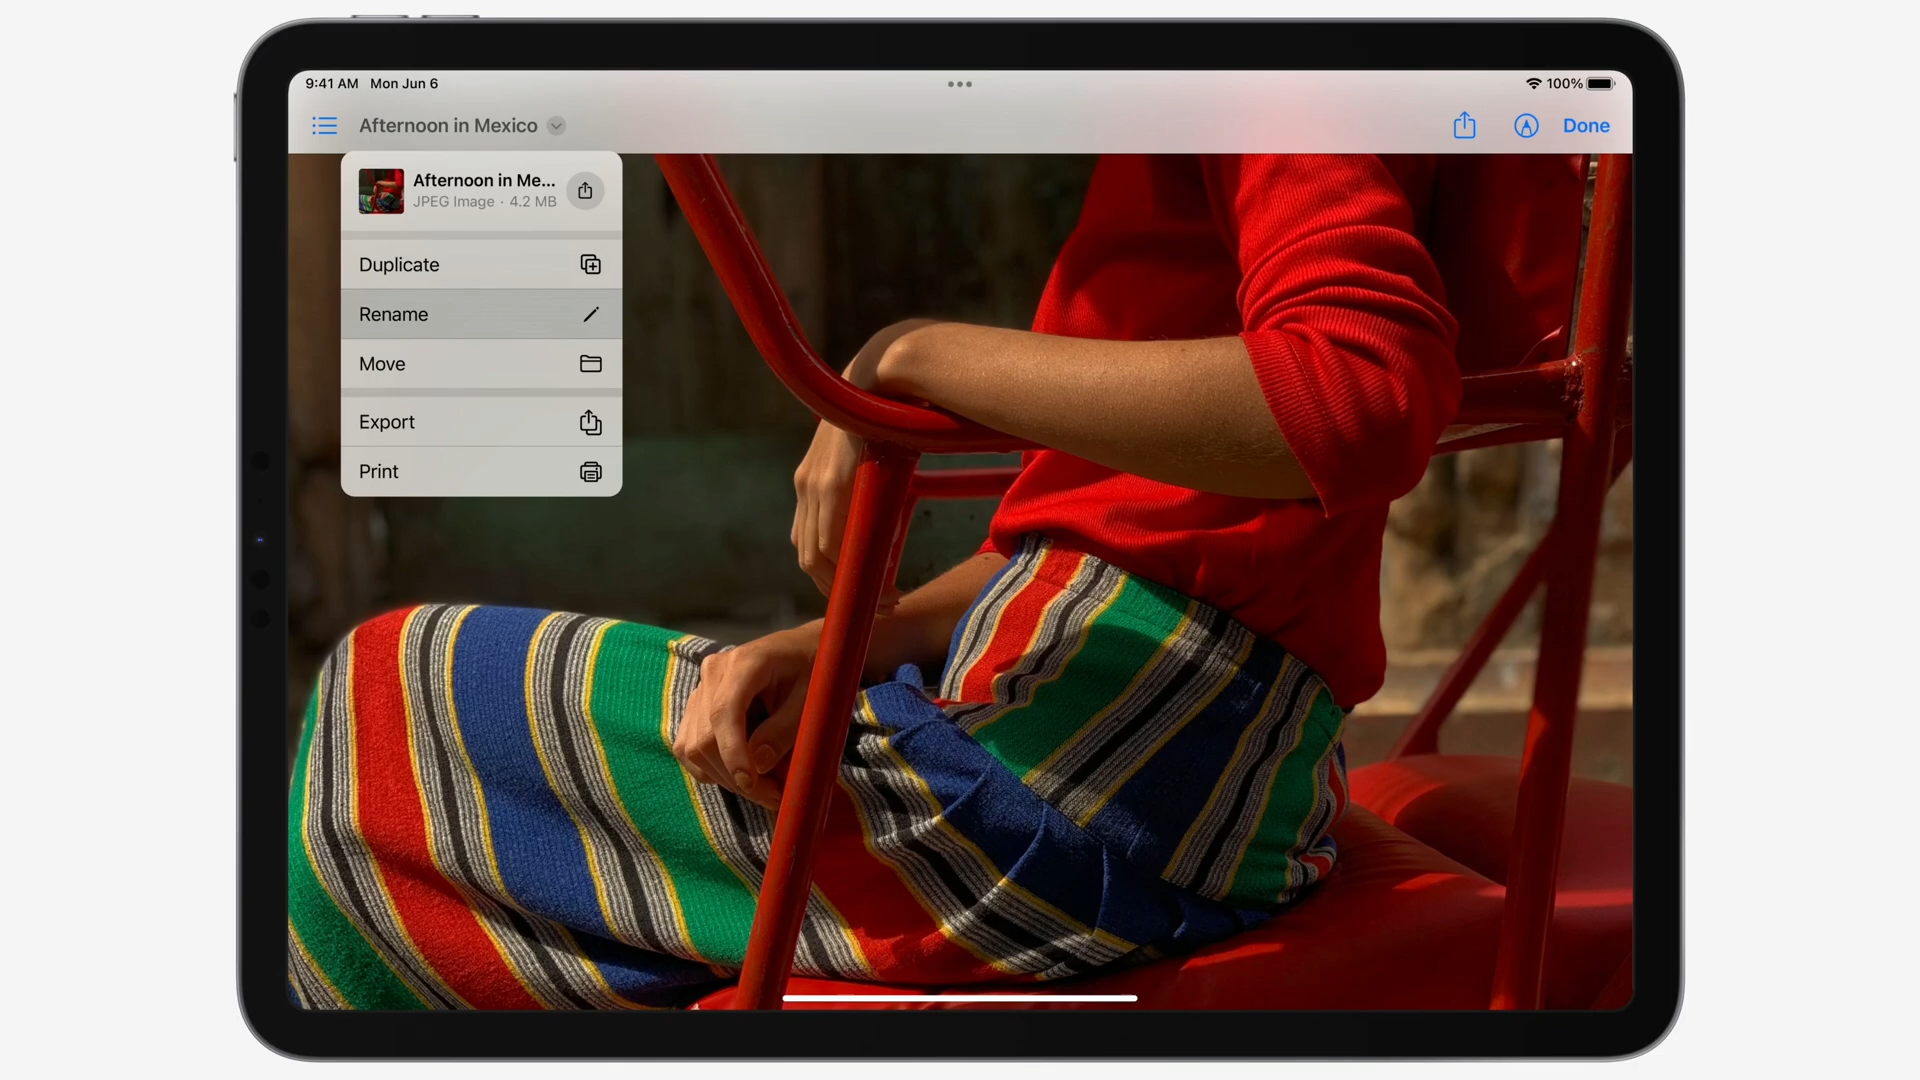 9:41 AM Mon Jun 6
100%
Afternoon in Mexico
Done
Afternoon in Me...
JPEG Image · 4.2 MB
Duplicate
Rename
Move
Export
Print